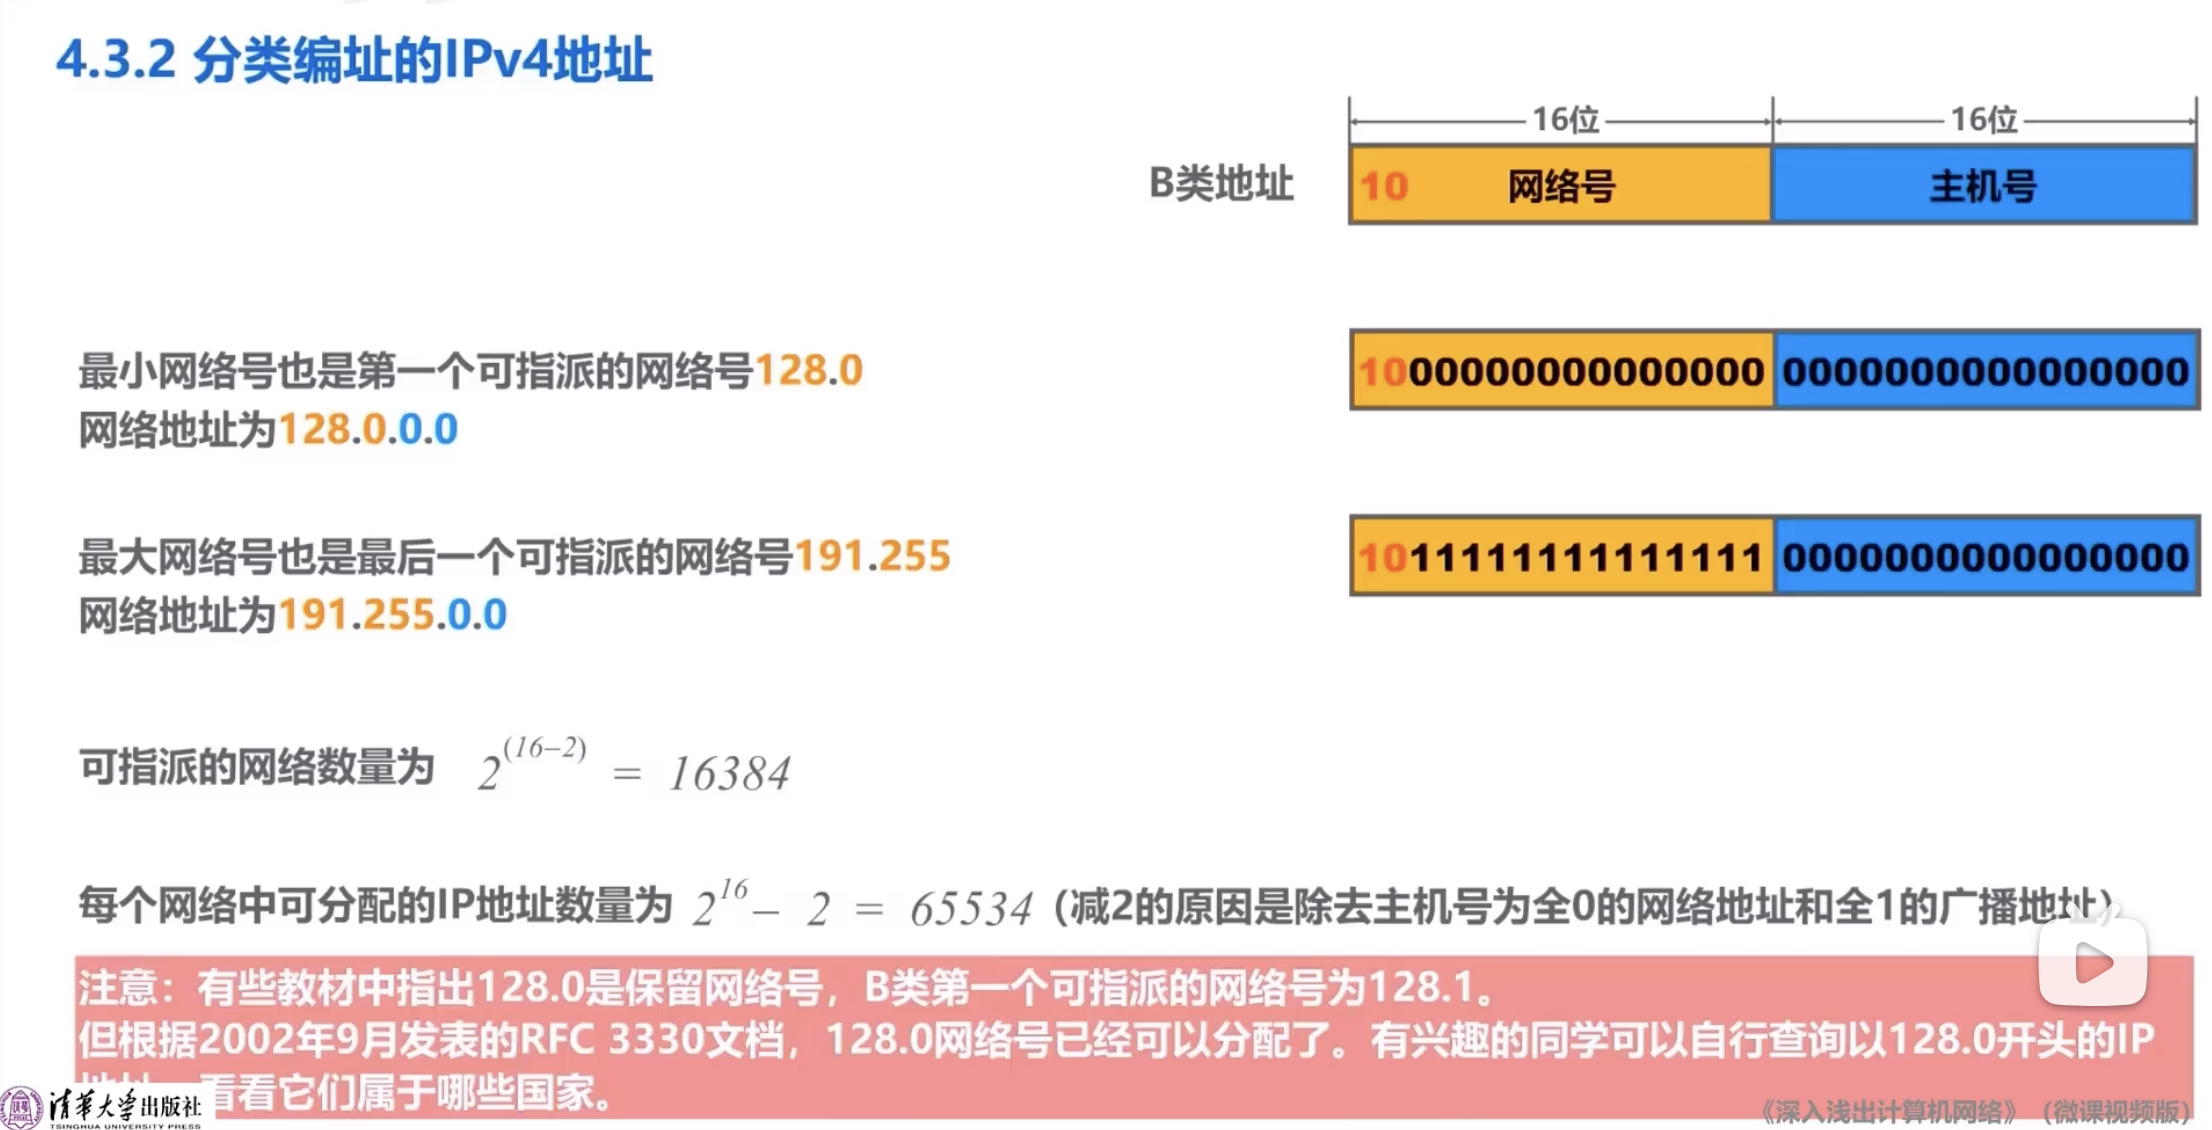 4.3.2 分类编址的IPv4地址
16位 16位
B类地址 10 网络号 主机号
最小网络号也是第一个可指派的网络号128.0
网络地址为128.0.0.0
1000000000000000 0000000000000000
最大网络号也是最后一个可指派的网络号191.255
网络地址为191.255.0.0
1011111111111111 0000000000000000
可指派的网络数量为 2^(16-2) = 16384
每个网络中可分配的IP地址数量为 2^16 - 2 = 65534（减2的原因是除去主机号为全0的网络地址和全1的广播地址）
注意：有些教材中指出128.0是保留网络号，B类第一个可指派的网络号为128.1。
但根据2002年9月发表的RFC 3330文档，128.0网络号已经可以分配了。有兴趣的同学可以自行查询以128.0开头的IP
看看它们属于哪些国家。
清华大学出版社
TSINGHUA UNIVERSITY PRESS
《深入浅出计算机网络》（微课视频版）